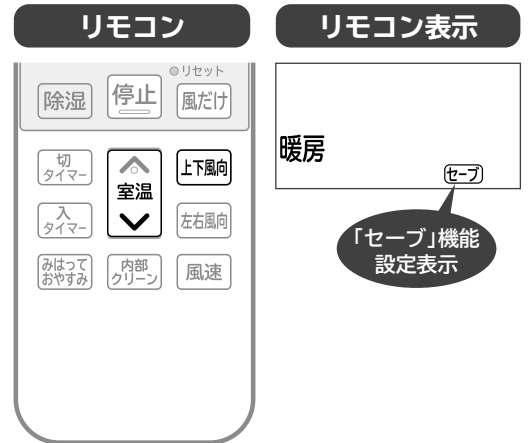 リモコン
リモコン表示
リセット
除湿
停止
風だけ
切
タイマー
室温
上下風向
入
タイマー
左右風向
みはって
おやすみ
内部
クリーン
風速
暖房
セーブ
「セーブ」機能
設定表示